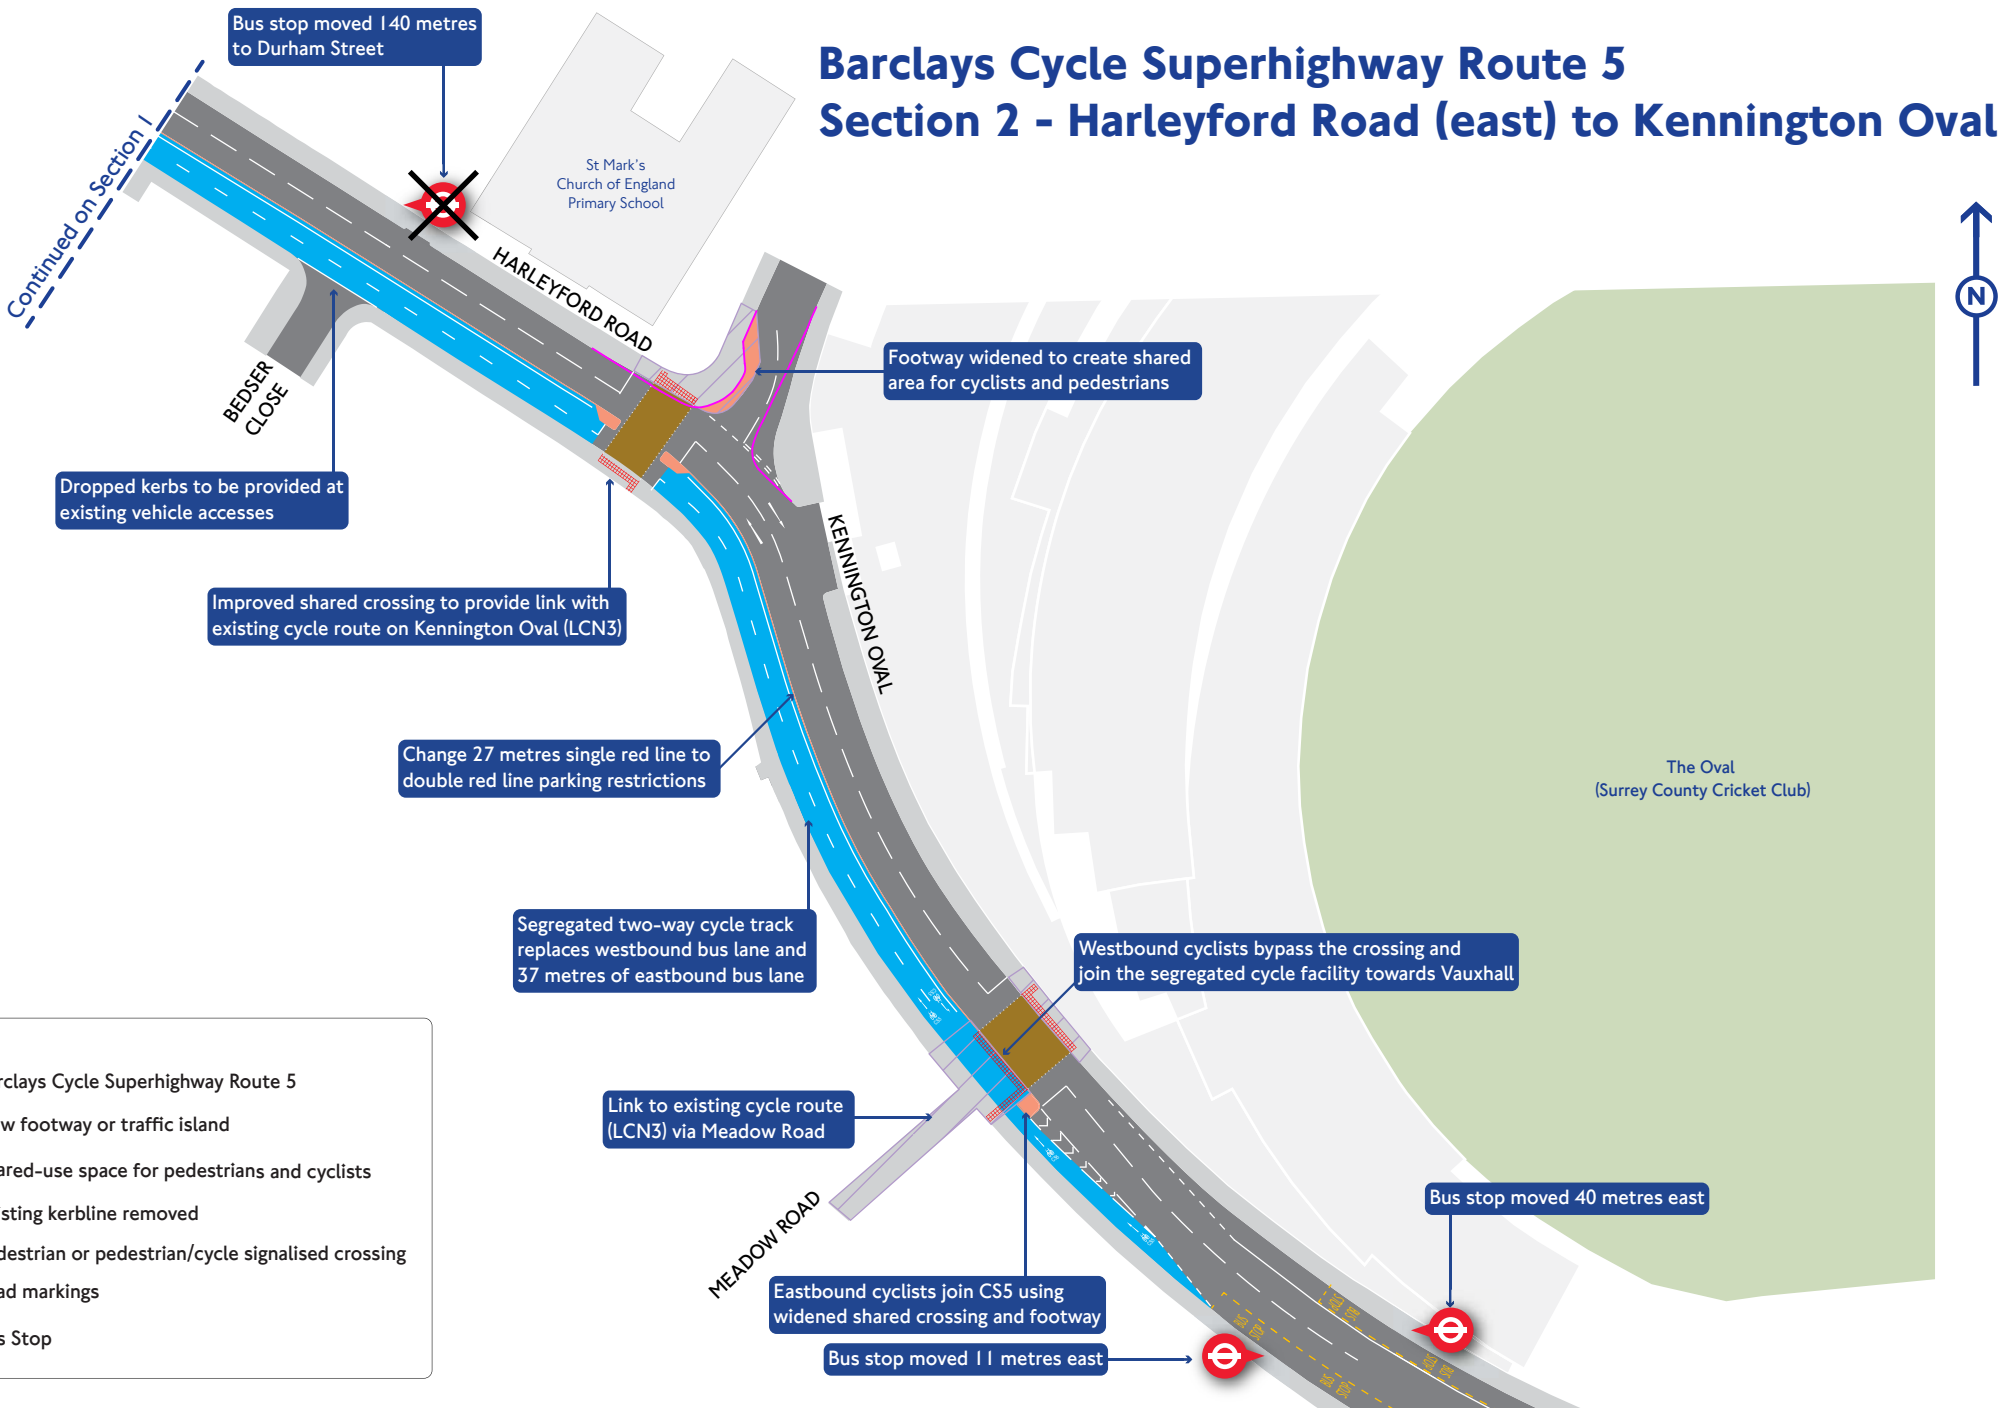 Bus stop moved 140 metres
to Durham Street
Barclays Cycle Superhighway Route 5
Section 2 - Harleyford Road (east) to Kennington Oval
Continued on Section 1
St Mark's
Church of England
Primary School
HARLEYFORD ROAD
N
Footway widened to create shared
area for cyclists and pedestrians
BEDSER
CLOSE
Dropped kerbs to be provided at
existing vehicle accesses
KENNINGTON OVAL
Improved shared crossing to provide link with
existing cycle route on Kennington Oval (LCN3)
Change 27 metres single red line to
double red line parking restrictions
The Oval
(Surrey County Cricket Club)
Segregated two-way cycle track
replaces westbound bus lane and
37 metres of eastbound bus lane
Westbound cyclists bypass the crossing and
join the segregated cycle facility towards Vauxhall
rclays Cycle Superhighway Route 5
w footway or traffic island
ared-use space for pedestrians and cyclists
isting kerbline removed
destrian or pedestrian/cycle signalised crossing
ad markings
s Stop
Link to existing cycle route
(LCN3) via Meadow Road
MEADOW ROAD
Bus stop moved 40 metres east
Eastbound cyclists join CS5 using
widened shared crossing and footway
Bus stop moved 11 metres east